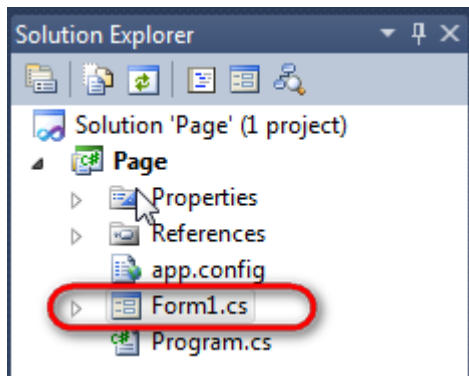 Solution Explorer
Solution 'Page' (1 project)
Page
Properties
References
app.config
Form1.cs
Program.cs